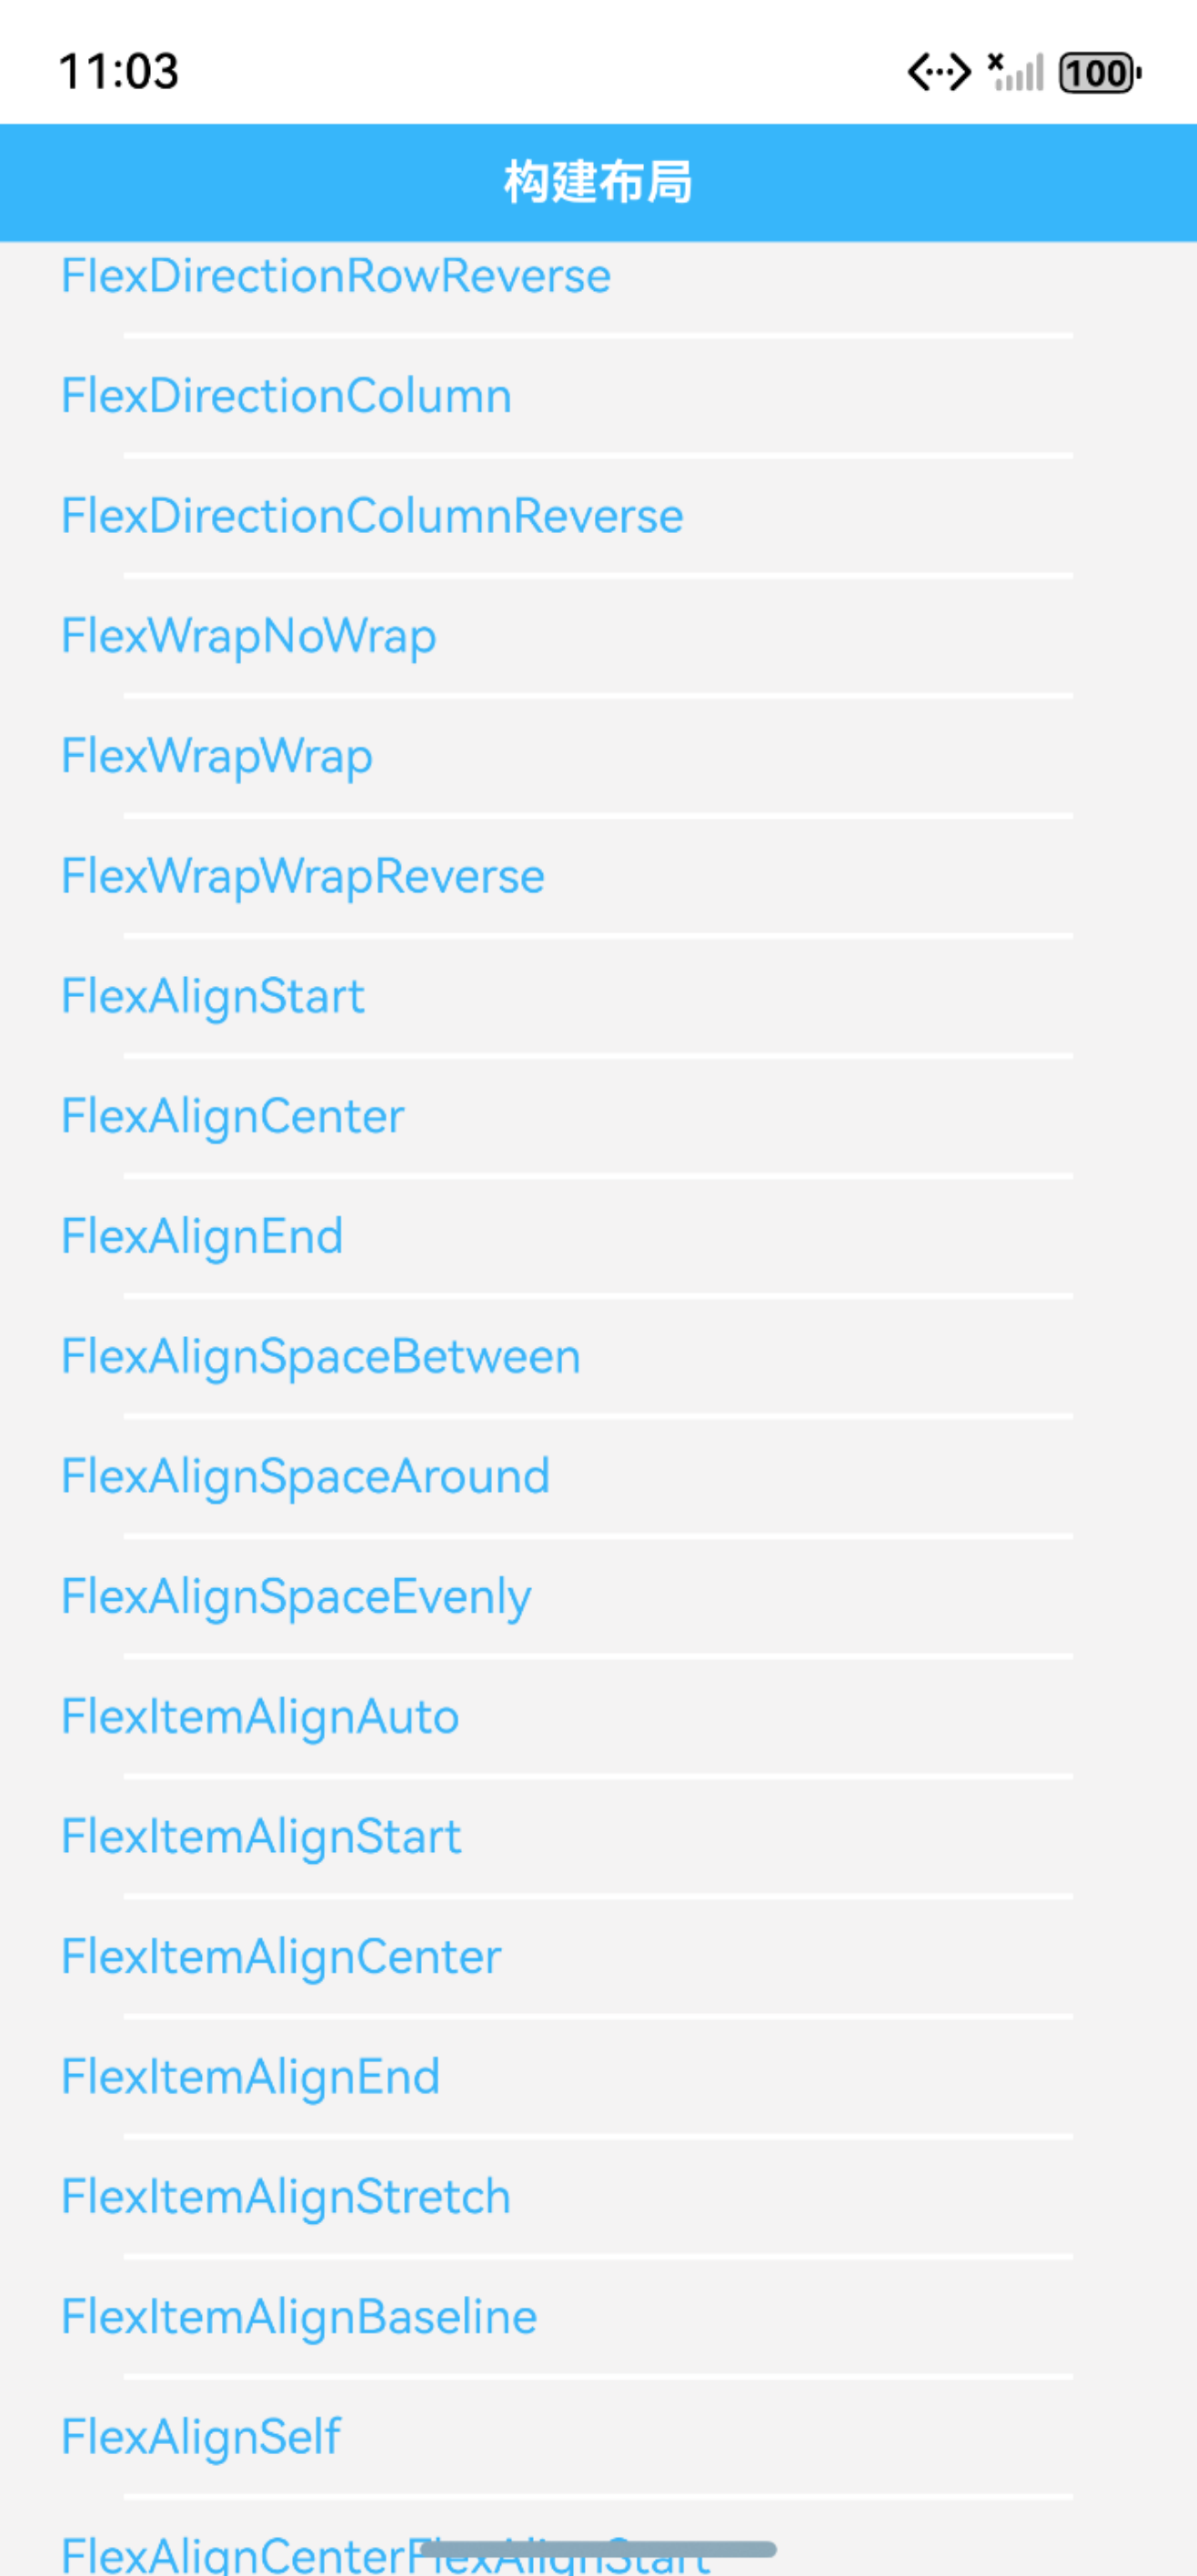 11:03
100
构建布局
FlexDirectionRowReverse
FlexDirectionColumn
FlexDirectionColumnReverse
FlexWrapNoWrap
FlexWrapWrap
FlexWrapWrapReverse
FlexAlignStart
FlexAlignCenter
FlexAlignEnd
FlexAlignSpaceBetween
FlexAlignSpaceAround
FlexAlignSpaceEvenly
FlexItemAlignAuto
FlexItemAlignStart
FlexItemAlignCenter
FlexItemAlignEnd
FlexItemAlignStretch
FlexItemAlignBaseline
FlexAlignSelf
FlexAlignCenterFlexAlignStart